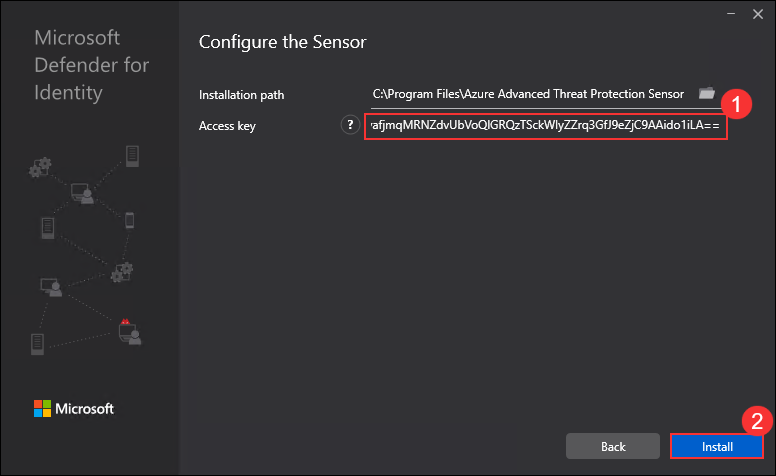 Microsoft
Defender for
Identity
Configure the Sensor
Installation path
C:\Program Files\Azure Advanced Threat Protection Sensor
1
Access key
?
afjmqMRNZdvUbVoQlGRQzTSckWlyZZrq3GfJ9eZjC9AAido1iLA==
Microsoft
2
Back
Install